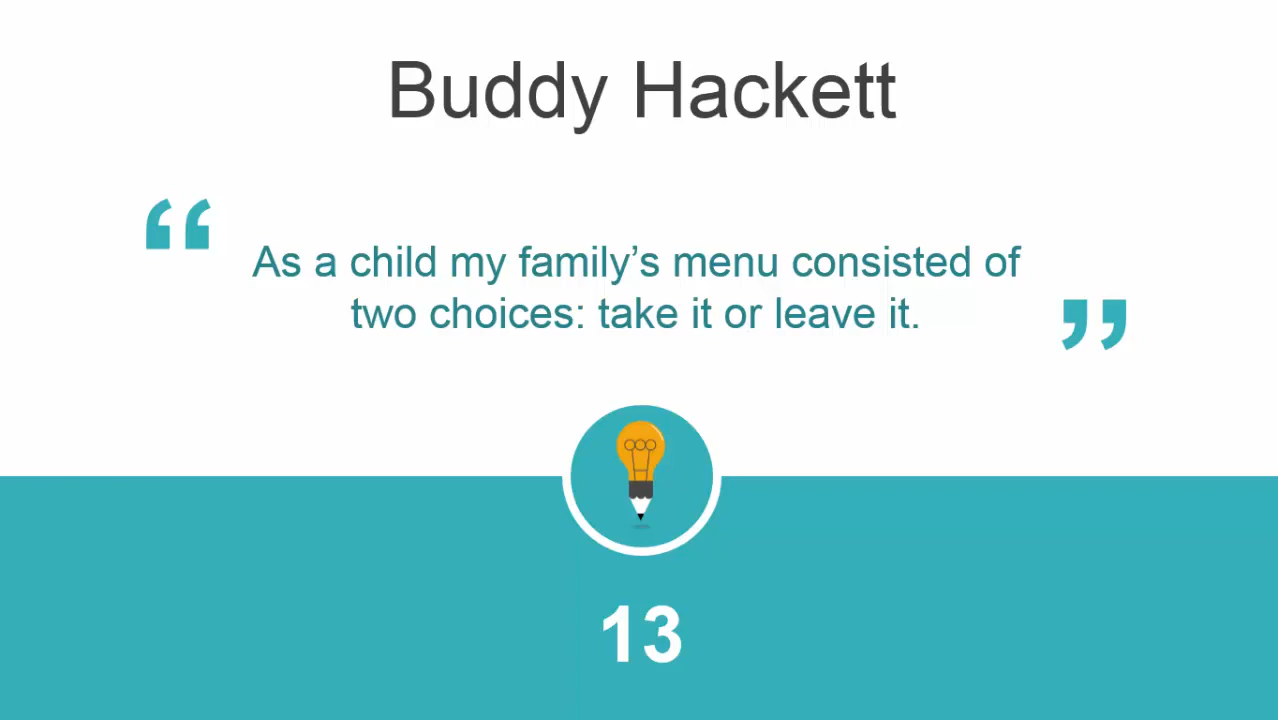 Buddy Hackett
“
As a child my family’s menu consisted of
two choices: take it or leave it.
”
13